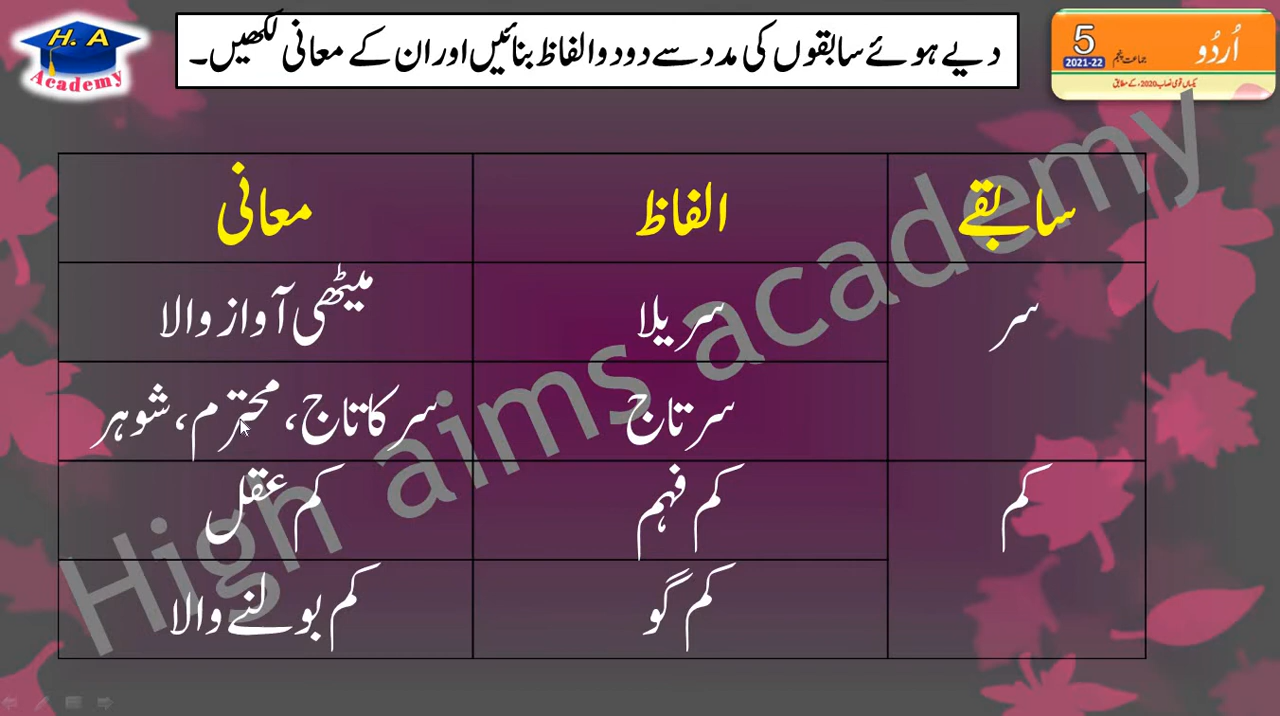 H. A
Academy
دیے ہوئے سابقوں کی مدد سے دو دو الفاظ بنائیں اور ان کے معانی لکھیں۔
اُردُو
جماعت پنجم
5
2021-22
یکساں قومی نصاب 2020ء کے مطابق
سابقے الفاظ معانی
سر سریلا میٹھی آواز والا
سرتاج سر کا تاج، محترم، شوہر
کم کم فہم کم عقل
کم گو کم بولنے والا
High aims academy